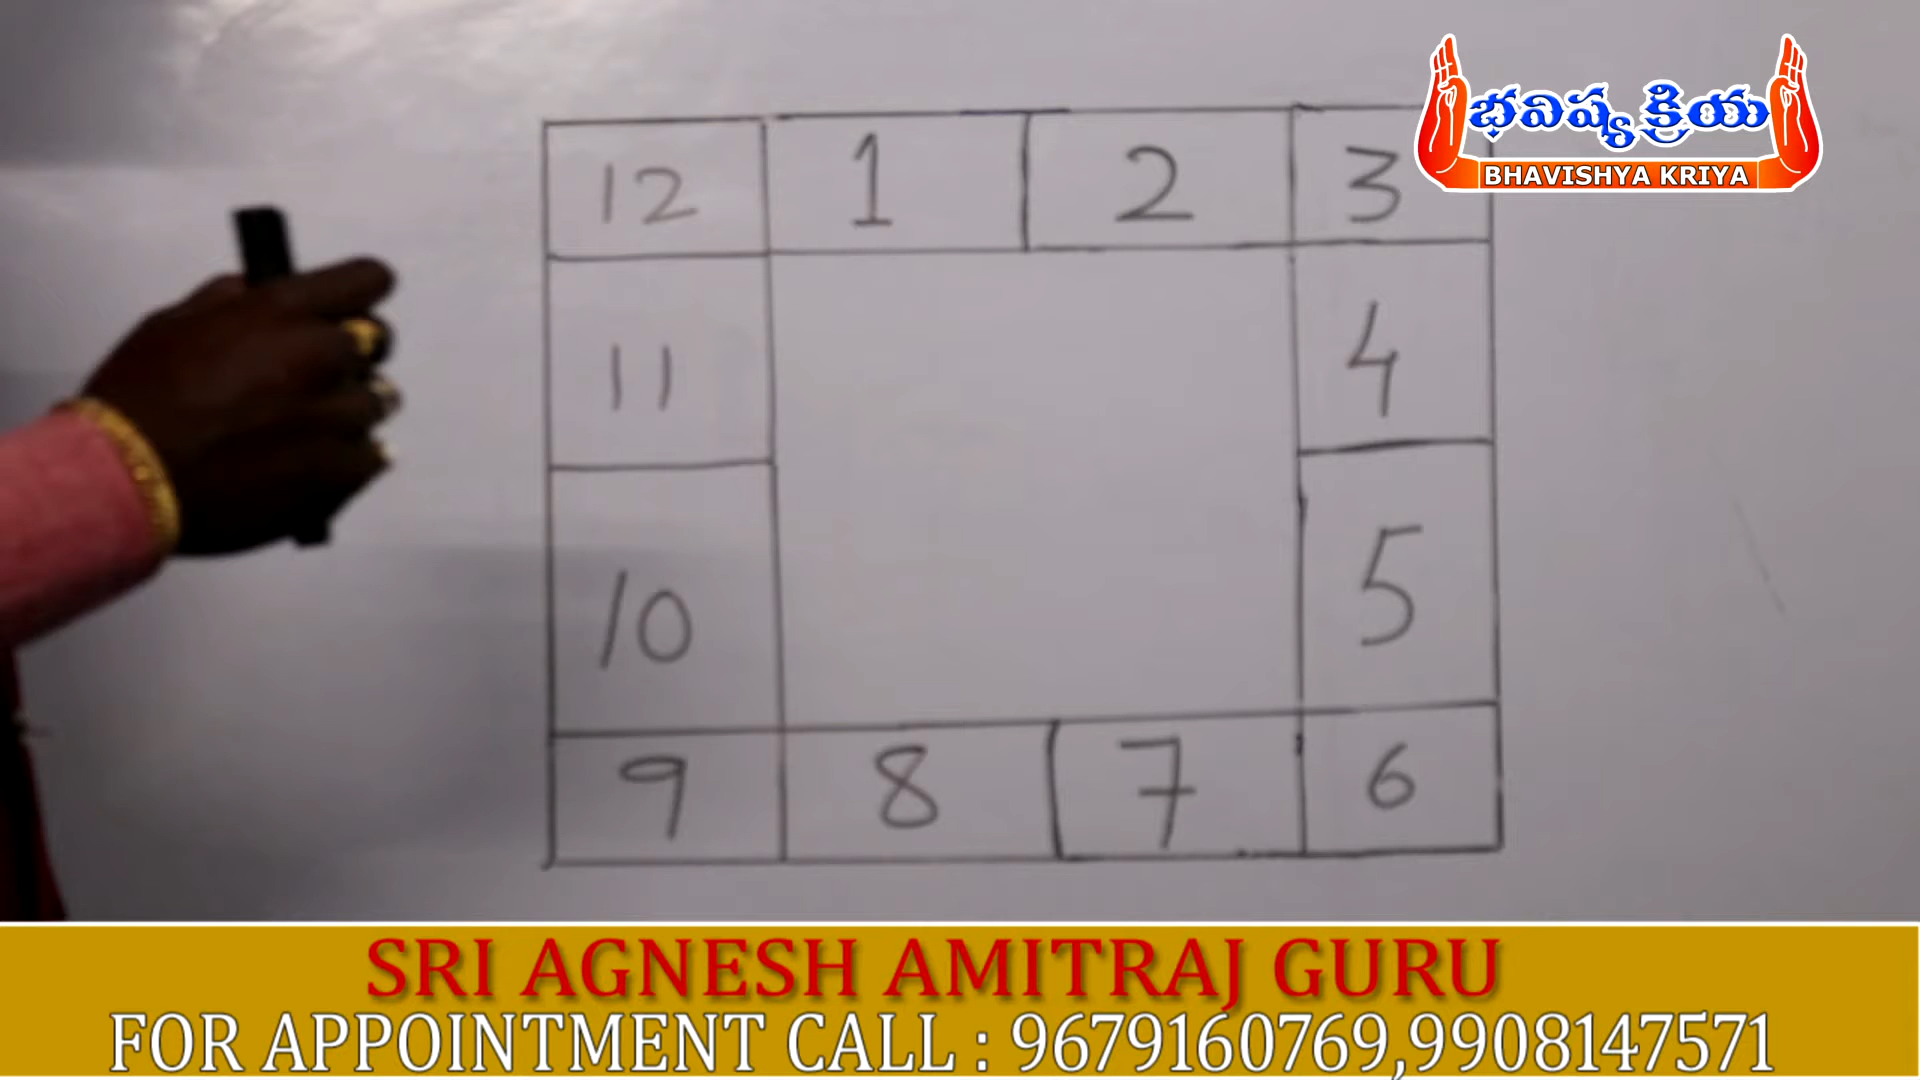 భవిష్య క్రియ
BHAVISHYA KRIYA
12 1 2 3
11 4
10 5
9 8 7 6
SRI AGNESH AMITRAJ GURU
FOR APPOINTMENT CALL : 9679160769,9908147571